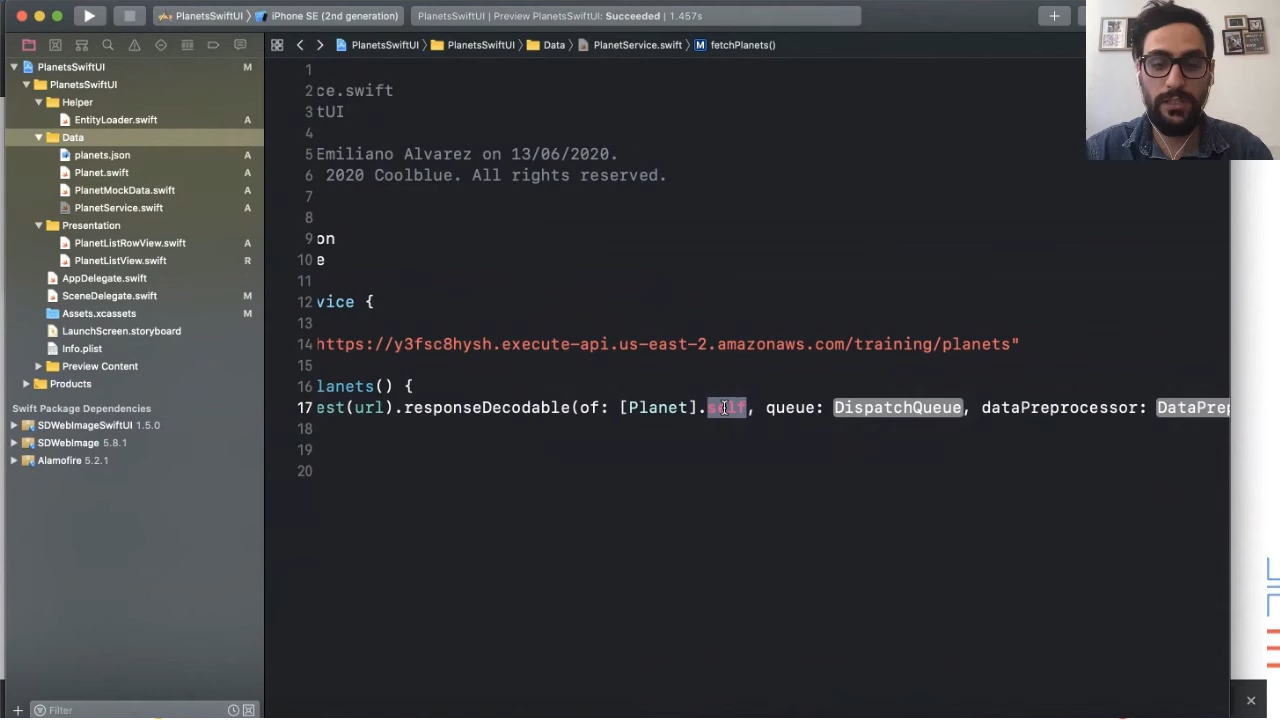 PlanetsSwiftUI
iPhone SE (2nd generation)
PlanetsSwiftUI | Preview PlanetsSwiftUI: Succeeded | 1.457s
PlanetsSwiftUI
PlanetsSwiftUI
Data
PlanetService.swift
M
fetchPlanets()
PlanetsSwiftUI M
PlanetsSwiftUI
Helper
EntityLoader.swift A
Data
planets.json A
Planet.swift A
PlanetMockData.swift A
PlanetService.swift A
Presentation
PlanetListRowView.swift A
PlanetListView.swift R
AppDelegate.swift
SceneDelegate.swift M
Assets.xcassets M
LaunchScreen.storyboard
Info.plist
Preview Content
Products
Swift Package Dependencies
SDWebImageSwiftUI 1.5.0
SDWebImage 5.8.1
Alamofire 5.2.1
Filter
1
2 ce.swift
3 tUI
4
5 Emiliano Alvarez on 13/06/2020.
6 2020 Coolblue. All rights reserved.
7
8
9 on
10 e
11
12 vice {
13
14 https://y3fsc8hysh.execute-api.us-east-2.amazonaws.com/training/planets"
15
16 lanets() {
17 est(url).responseDecodable(of: [Planet].self, queue: DispatchQueue, dataPreprocessor: DataPrep
18
19
20